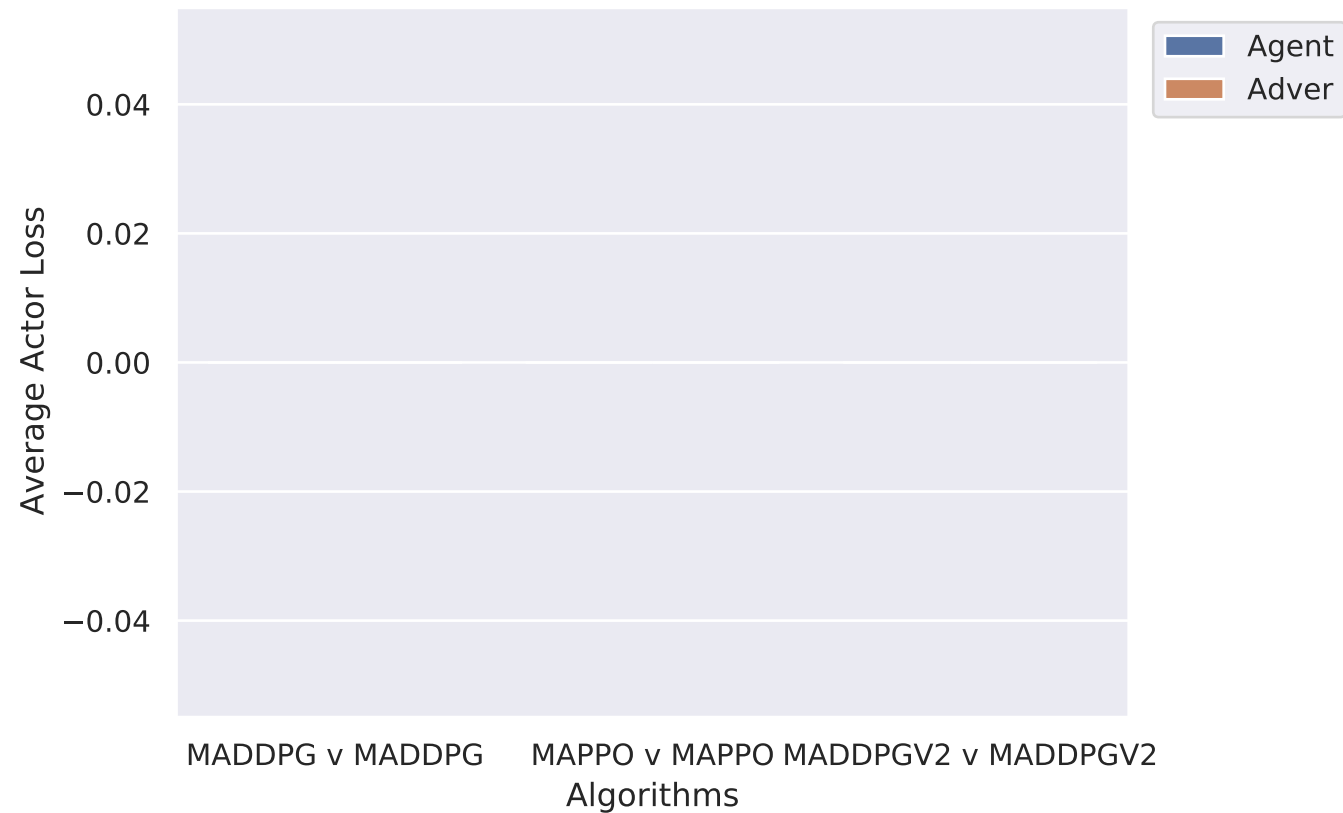 Agent
Adver
0.04
0.02
0.00
−0.02
−0.04
Average Actor Loss
MADDPG v MADDPG MAPPO v MAPPO MADDPGV2 v MADDPGV2
Algorithms